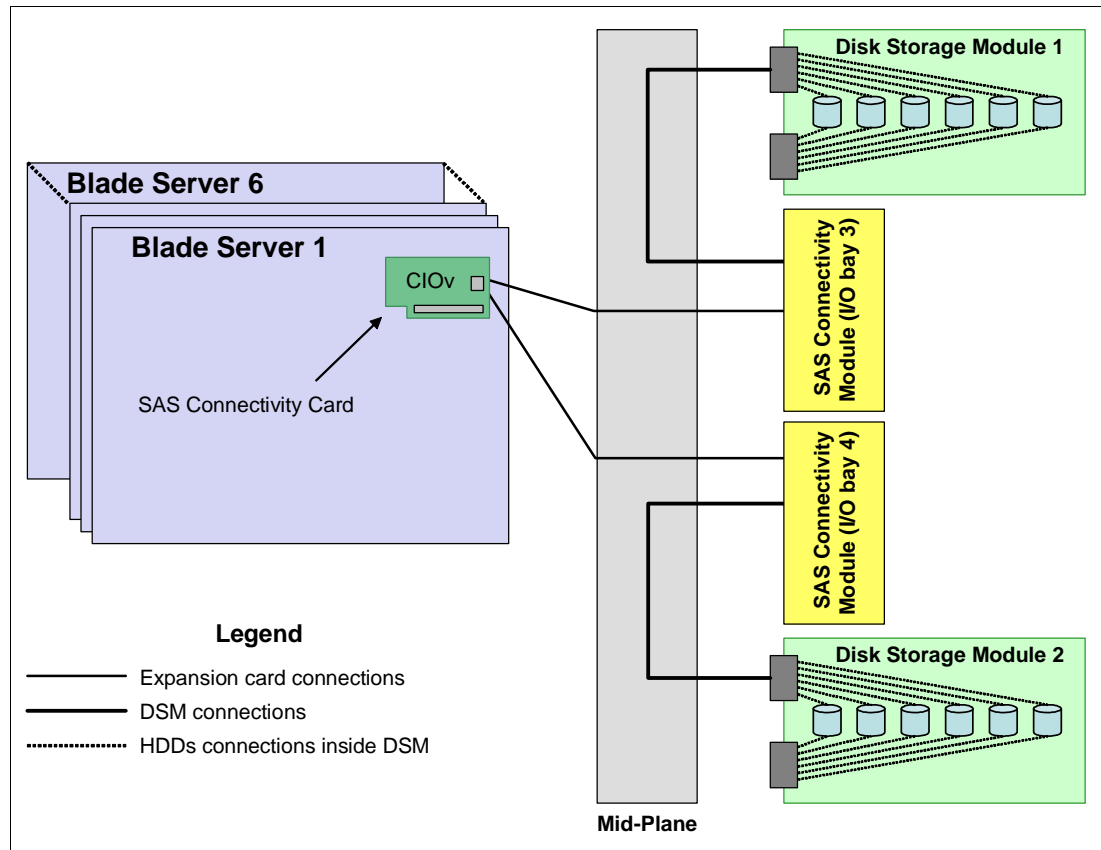 Disk Storage Module 1
Blade Server 6
Blade Server 1
CIOv
SAS Connectivity Card
SAS Connectivity
Module (I/O bay 3)
SAS Connectivity
Module (I/O bay 4)
Disk Storage Module 2
Legend
Expansion card connections
DSM connections
HDDs connections inside DSM
Mid-Plane